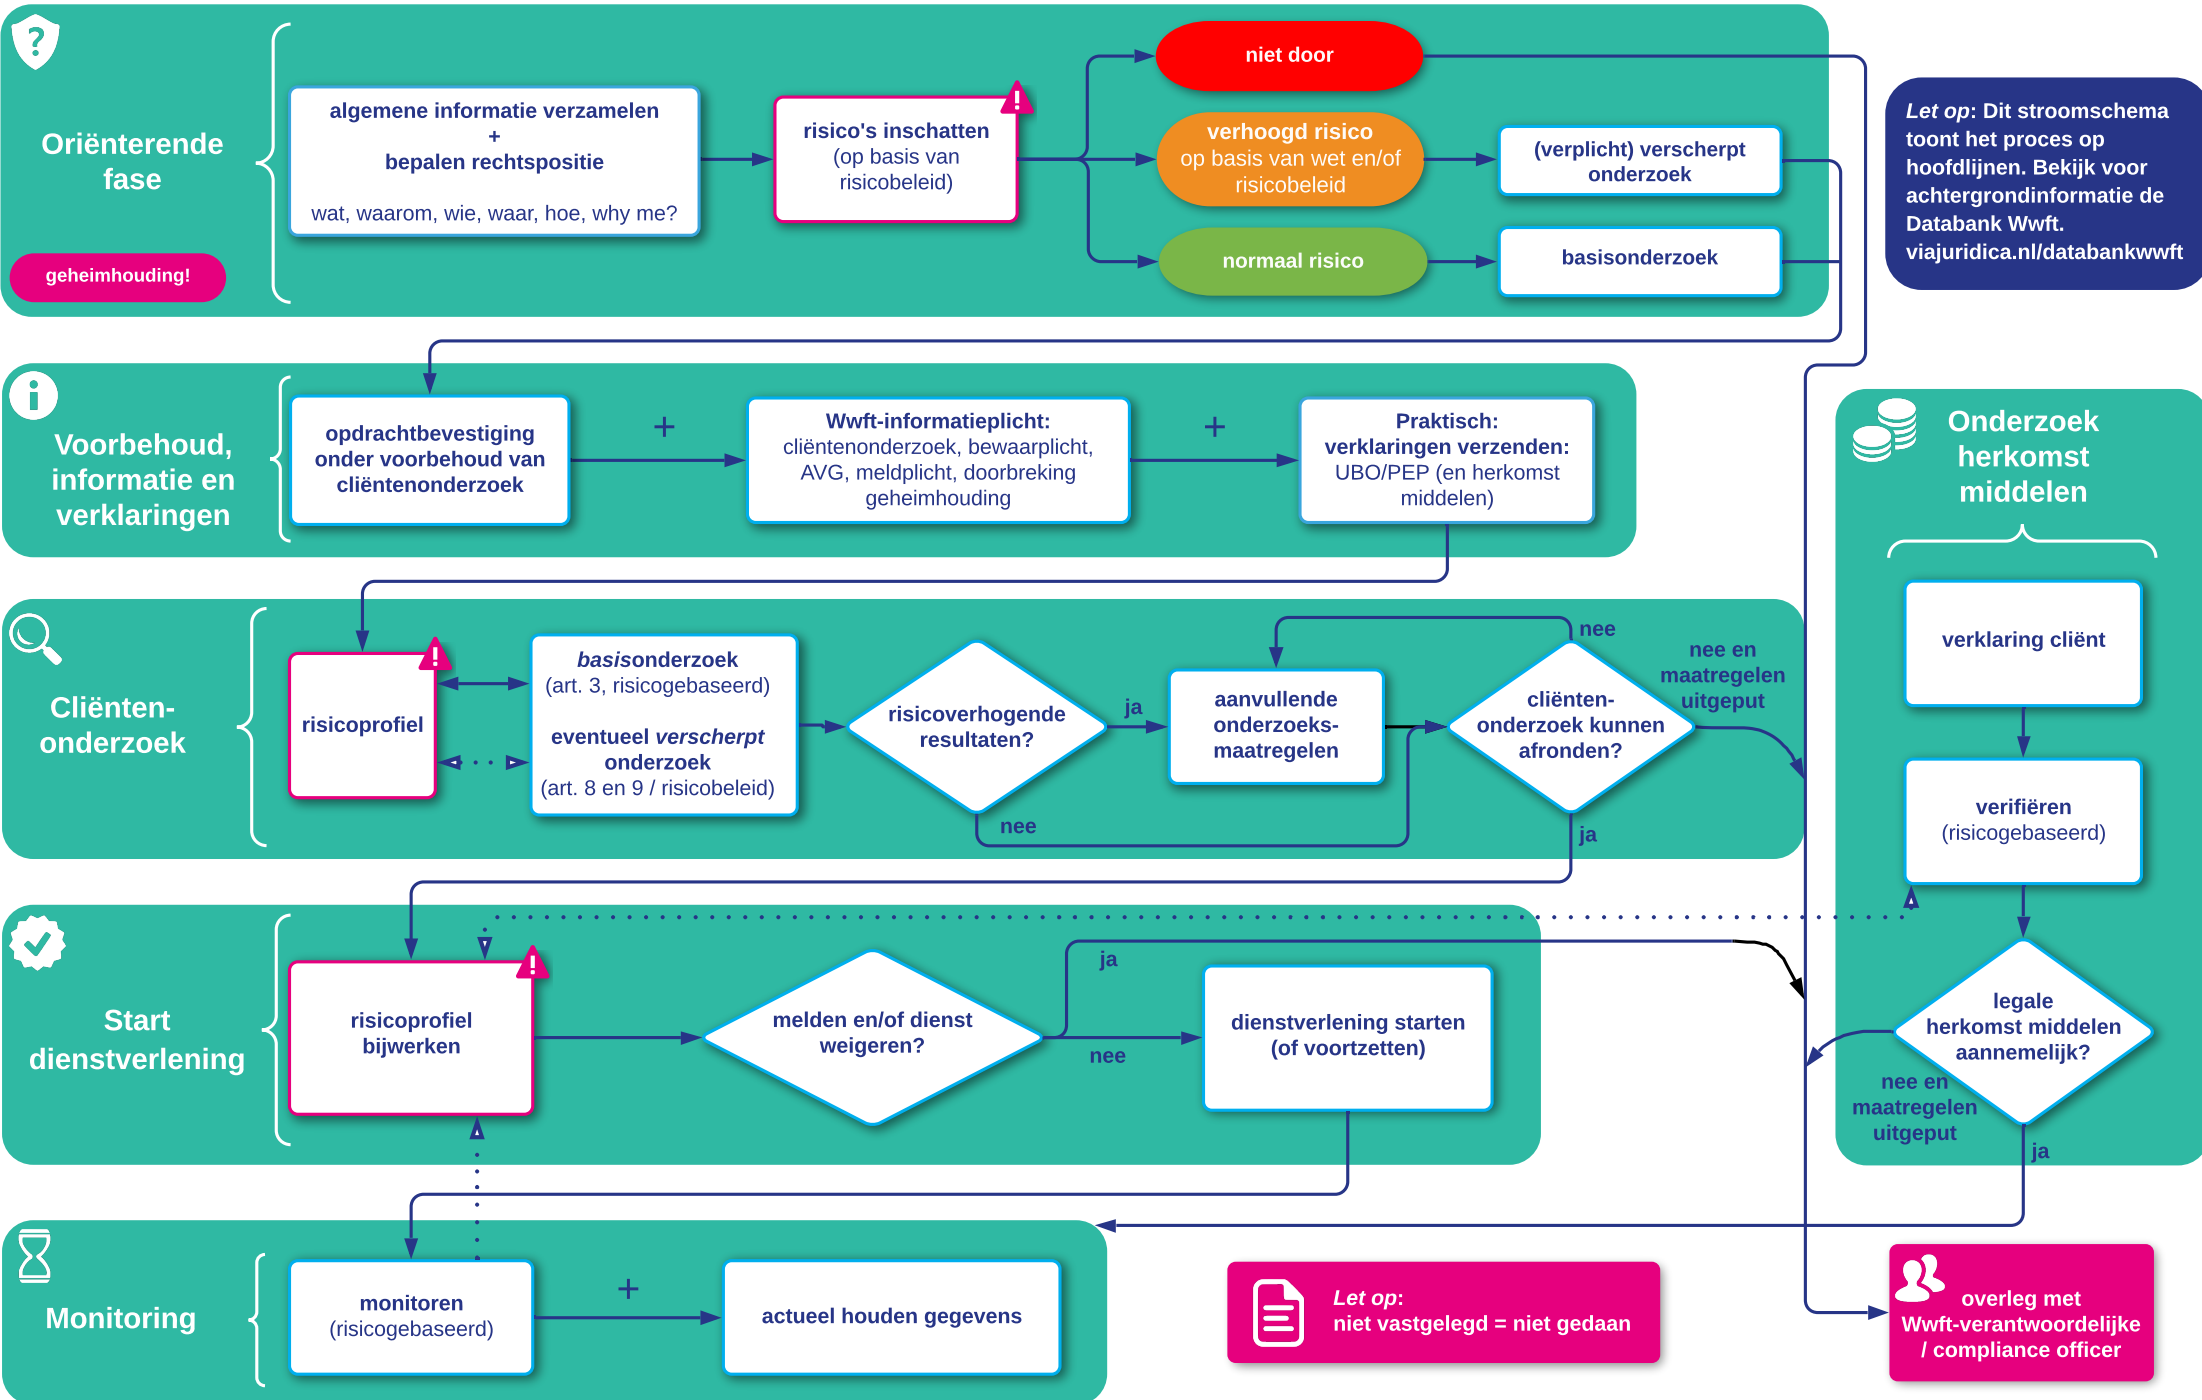 Oriënterende
fase
geheimhouding!
algemene informatie verzamelen
+
bepalen rechtspositie
wat, waarom, wie, waar, hoe, why me?
risico's inschatten
(op basis van
risicobeleid)
niet door
verhoogd risico
op basis van wet en/of
risicobeleid
normaal risico
(verplicht) verscherpt
onderzoek
basisonderzoek
Let op: Dit stroomschema
toont het proces op
hoofdlijnen. Bekijk voor
achtergrondinformatie de
Databank Wwft.
viajuridica.nl/databankwwft
Voorbehoud,
informatie en
verklaringen
opdrachtbevestiging
onder voorbehoud van
cliëntenonderzoek
+
Wwft-informatieplicht:
cliëntenonderzoek, bewaarplicht,
AVG, meldplicht, doorbreking
geheimhouding
+
Praktisch:
verklaringen verzenden:
UBO/PEP (en herkomst
middelen)
Cliënten-
onderzoek
risicoprofiel
basisonderzoek
(art. 3, risicogebaseerd)
eventueel verscherpt
onderzoek
(art. 8 en 9 / risicobeleid)
risicoverhogende
resultaten?
ja
nee
aanvullende
onderzoeks-
maatregelen
nee
cliënten-
onderzoek kunnen
afronden?
nee en
maatregelen
uitgeput
ja
Onderzoek
herkomst
middelen
verklaring cliënt
verifiëren
(risicogebaseerd)
legale
herkomst middelen
aannemelijk?
nee en
maatregelen
uitgeput
ja
Start
dienstverlening
risicoprofiel
bijwerken
melden en/of dienst
weigeren?
ja
nee
dienstverlening starten
(of voortzetten)
Monitoring
monitoren
(risicogebaseerd)
+
actueel houden gegevens
Let op:
niet vastgelegd = niet gedaan
overleg met
Wwft-verantwoordelijke
/ compliance officer